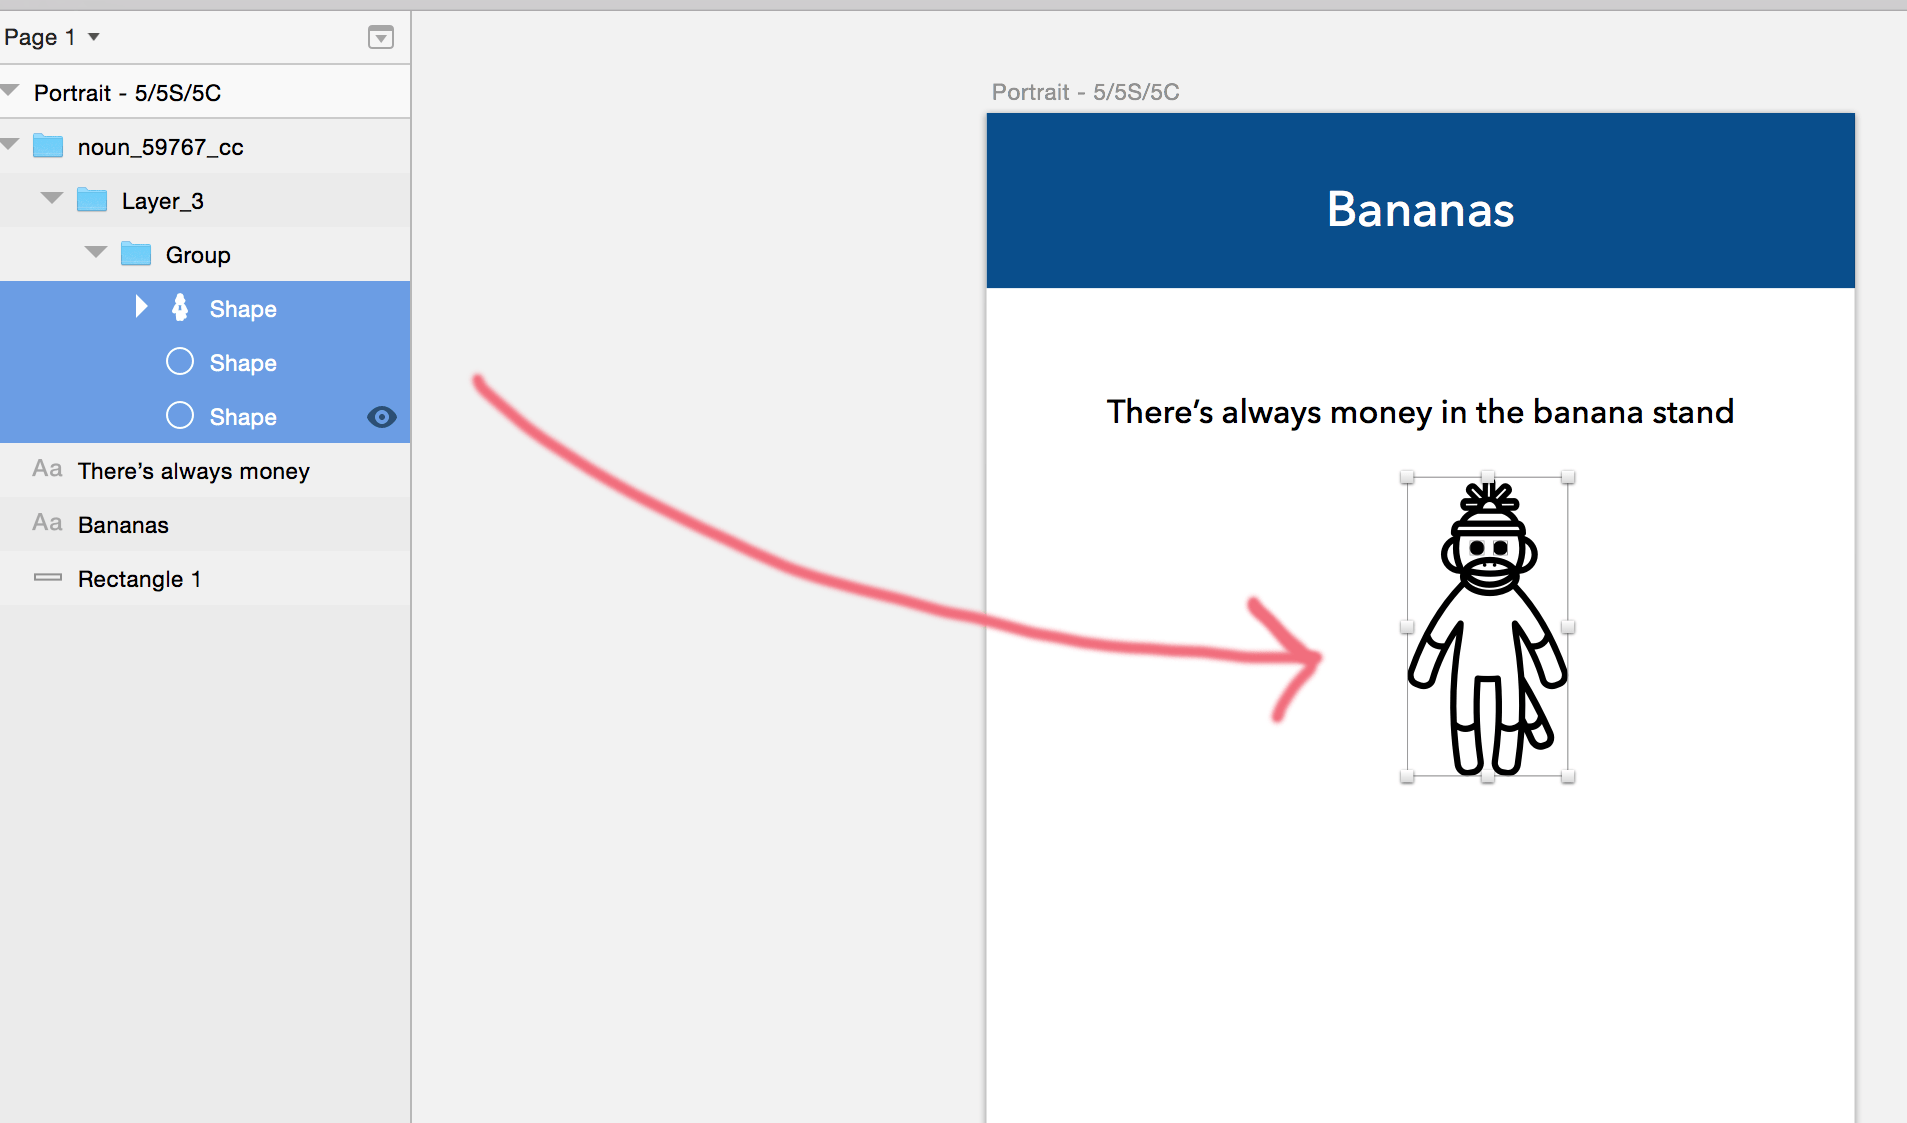 Page 1
Portrait - 5/5S/5C
noun_59767_cc
Layer_3
Group
Shape
Shape
Shape
Aa There’s always money
Aa Bananas
Rectangle 1
Portrait - 5/5S/5C
Bananas
There’s always money in the banana stand